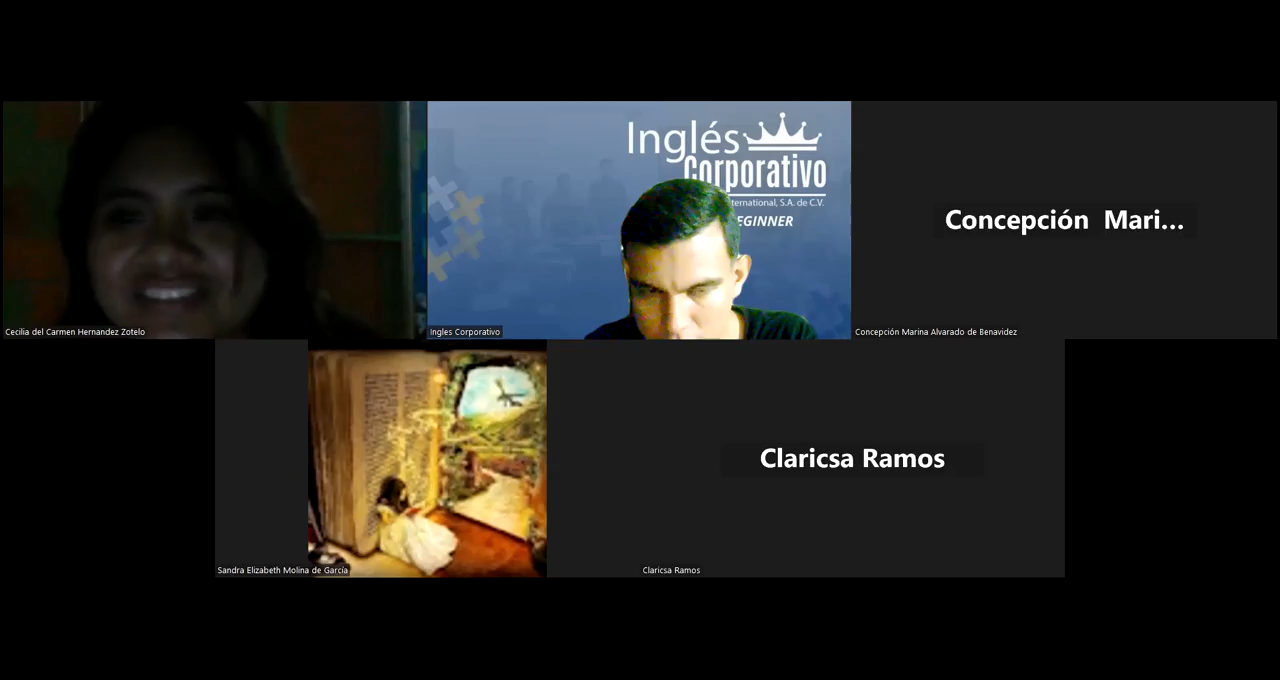 Inglés
Corporativo
ternational, S.A. de C.V.
EGINNER
Concepción Mari...
Cecilia del Carmen Hernandez Zotelo
Ingles Corporativo
Concepción Marina Alvarado de Benavidez
Claricsa Ramos
Sandra Elizabeth Molina de García
Claricsa Ramos